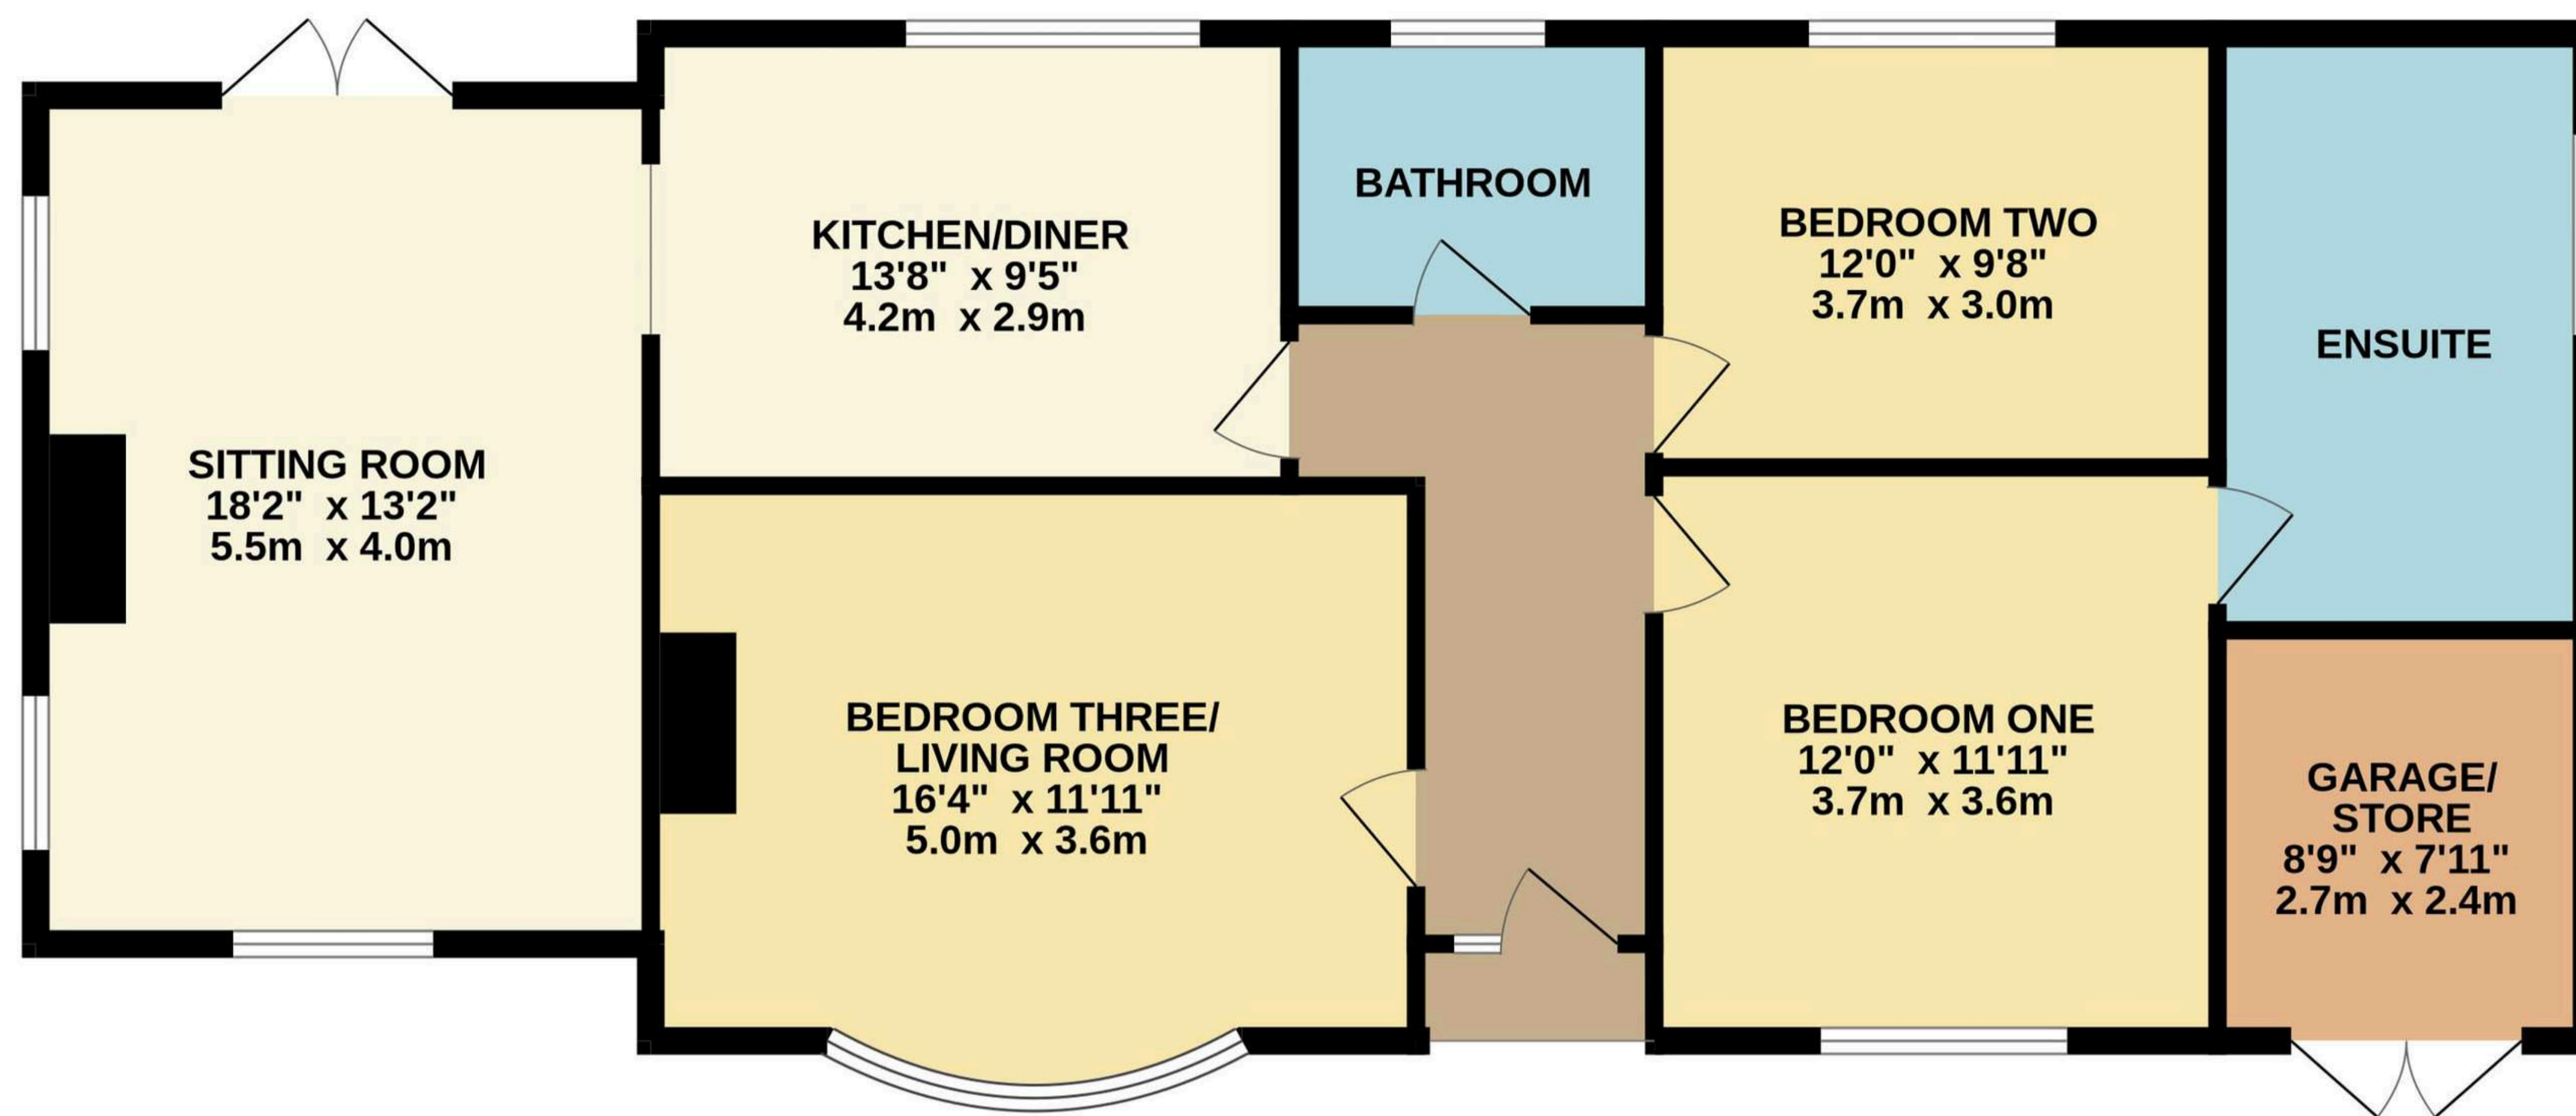 SITTING ROOM
18'2" x 13'2"
5.5m x 4.0m
KITCHEN/DINER
13'8" x 9'5"
4.2m x 2.9m
BATHROOM
BEDROOM TWO
12'0" x 9'8"
3.7m x 3.0m
ENSUITE
BEDROOM THREE/
LIVING ROOM
16'4" x 11'11"
5.0m x 3.6m
BEDROOM ONE
12'0" x 11'11"
3.7m x 3.6m
GARAGE/
STORE
8'9" x 7'11"
2.7m x 2.4m